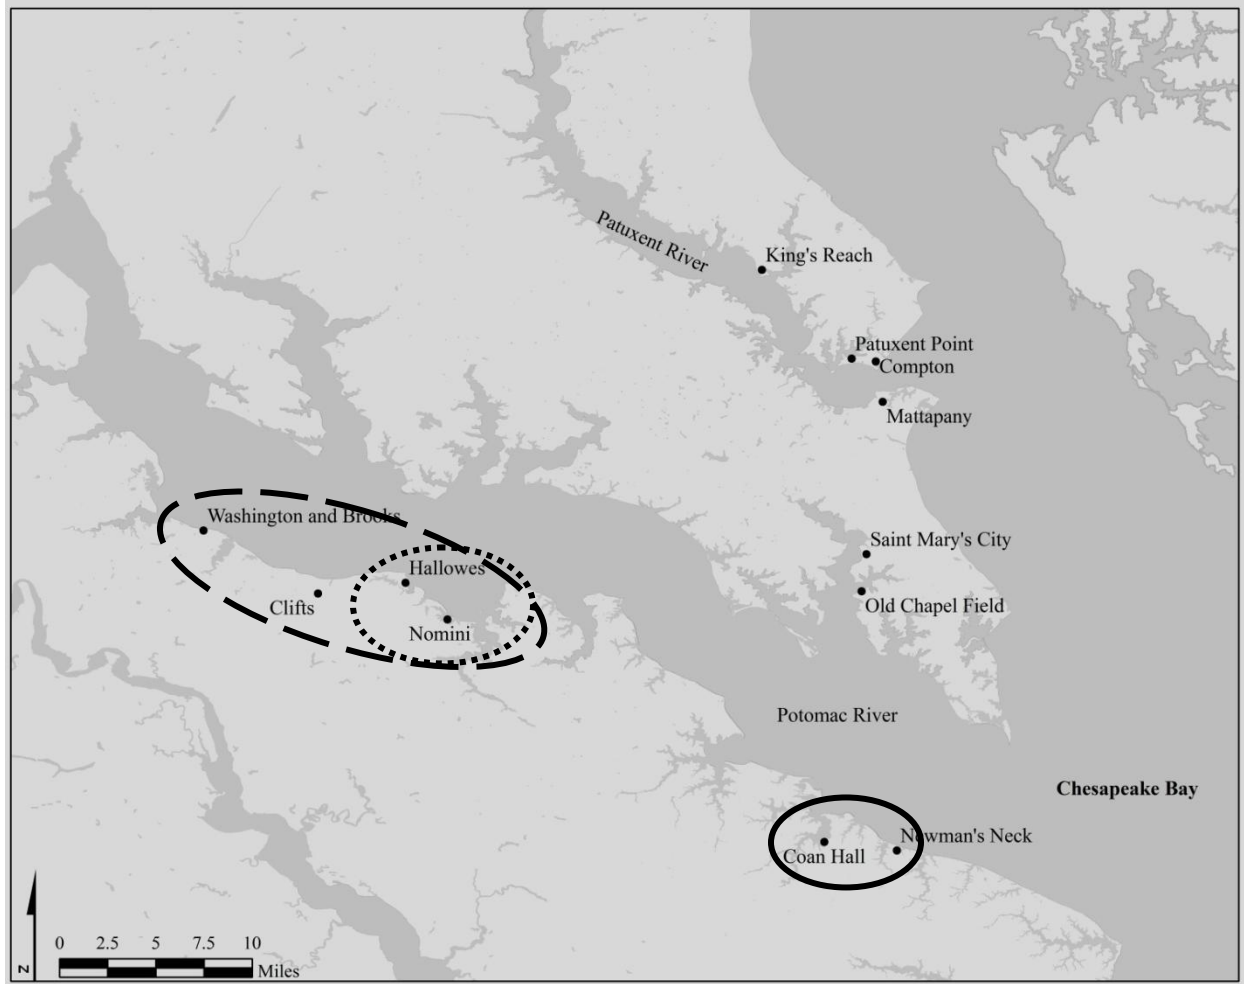 Patuxent River
King's Reach
Patuxent Point
Compton
Mattapany
Washington and Brooks
Saint Mary's City
Hallowes
Clifts
Old Chapel Field
Nomini
Potomac River
Chesapeake Bay
Newman's Neck
Coan Hall
0 2.5 5 7.5 10
Miles
N